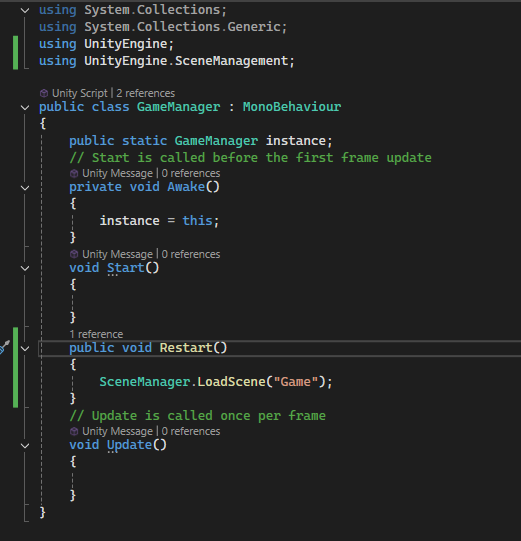 using System.Collections;
using System.Collections.Generic;
using UnityEngine;
using UnityEngine.SceneManagement;
Unity Script | 2 references
public class GameManager : MonoBehaviour
{
public static GameManager instance;
// Start is called before the first frame update
Unity Message | 0 references
private void Awake()
{
instance = this;
}
Unity Message | 0 references
void Start()
{
}
1 reference
public void Restart()
{
SceneManager.LoadScene("Game");
}
// Update is called once per frame
Unity Message | 0 references
void Update()
{
}
}